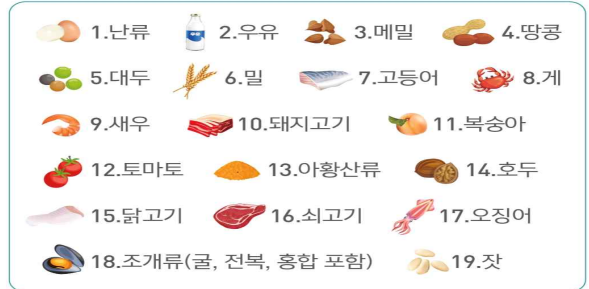 1.난류 2.우유 3.메밀 4.땅콩
5.대두 6.밀 7.고등어 8.게
9.새우 10.돼지고기 11.복숭아
12.토마토 13.아황산류 14.호두
15.닭고기 16.쇠고기 17.오징어
18.조개류(굴, 전복, 홍합 포함) 19.잣